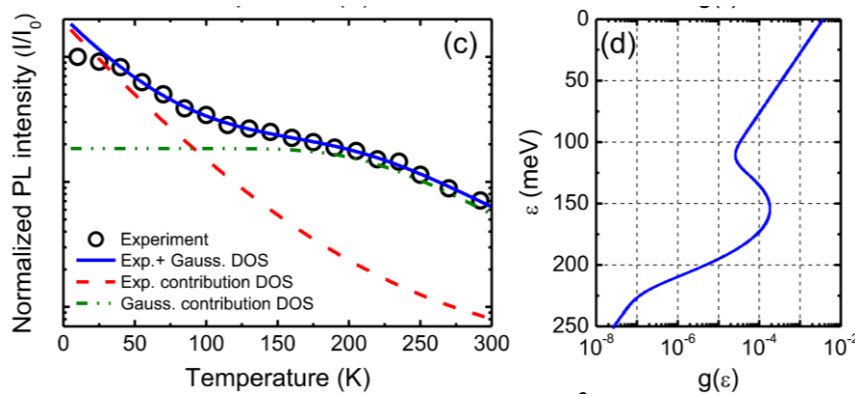 (c)
Normalized PL intensity (I/I₀)
Experiment
Exp.+ Gauss. DOS
Exp. contribution DOS
Gauss. contribution DOS
0 50 100 150 200 250 300
Temperature (K)
(d)
ε (meV)
0
50
100
150
200
250
10⁻⁸ 10⁻⁶ 10⁻⁴ 10⁻²
g(ε)